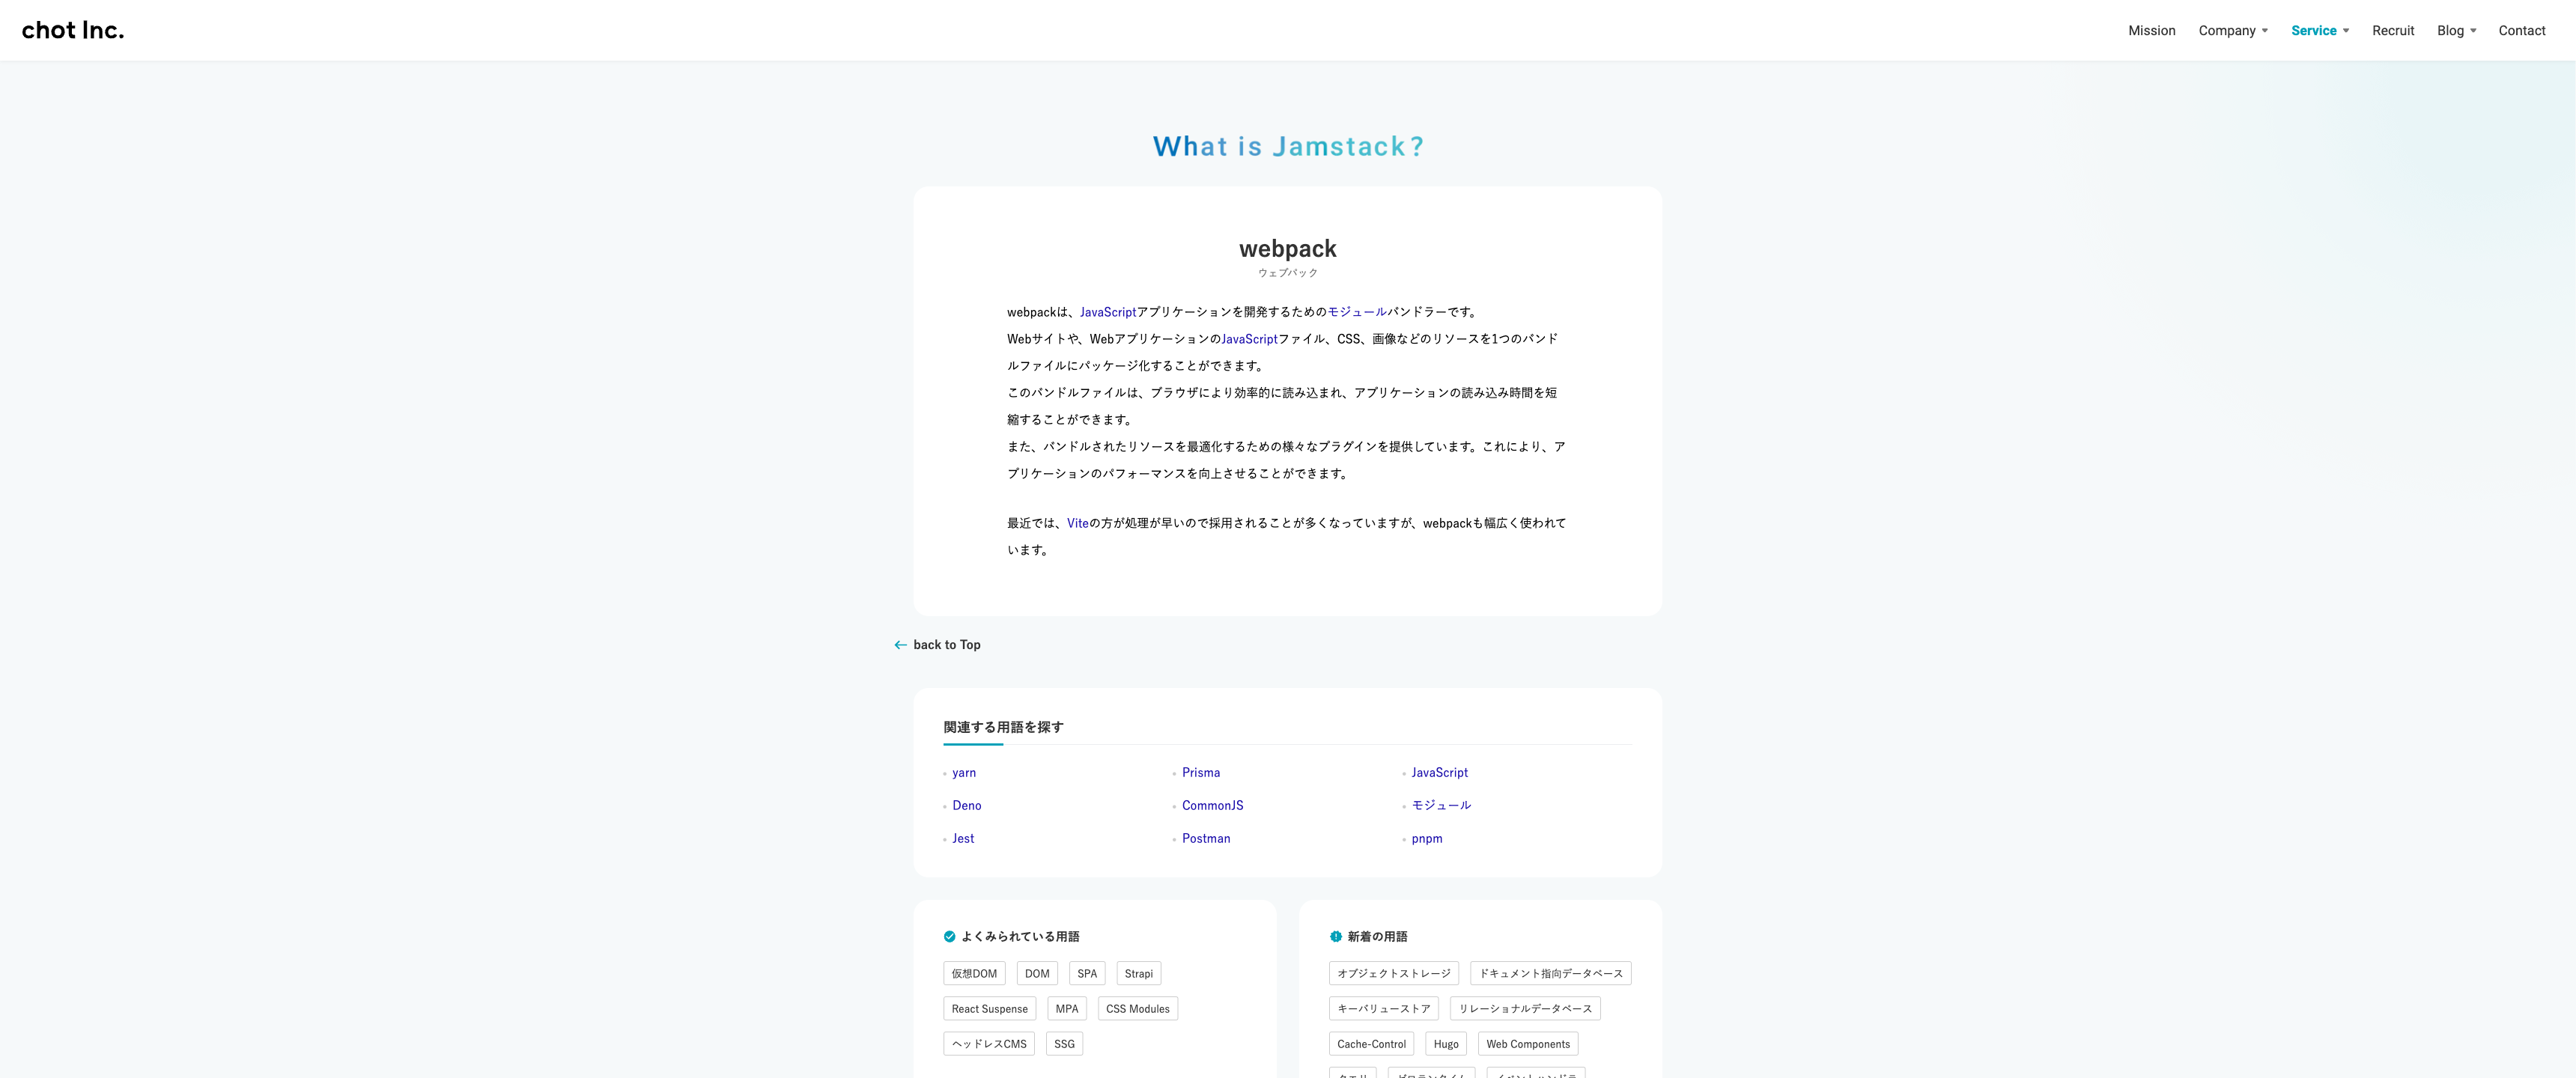 chot Inc.
Mission Company Service Recruit Blog Contact
What is Jamstack?
webpack
ウェブパック
webpackは、JavaScriptアプリケーションを開発するためのモジュールバンドラーです。
Webサイトや、WebアプリケーションのJavaScriptファイル、CSS、画像などのリソースを1つのバンド
ルファイルにパッケージ化することができます。
このバンドルファイルは、ブラウザにより効率的に読み込まれ、アプリケーションの読み込み時間を短
縮することができます。
また、バンドルされたリソースを最適化するための様々なプラグインを提供しています。これにより、ア
プリケーションのパフォーマンスを向上させることができます。
最近では、Viteの方が処理が早いので採用されることが多くなっていますが、webpackも幅広く使われて
います。
back to Top
関連する用語を探す
yarn Prisma JavaScript
Deno CommonJS モジュール
Jest Postman pnpm
よくみられている用語
仮想DOM DOM SPA Strapi
React Suspense MPA CSS Modules
ヘッドレスCMS SSG
新着の用語
オブジェクトストレージ ドキュメント指向データベース
キーバリューストア リレーショナルデータベース
Cache-Control Hugo Web Components